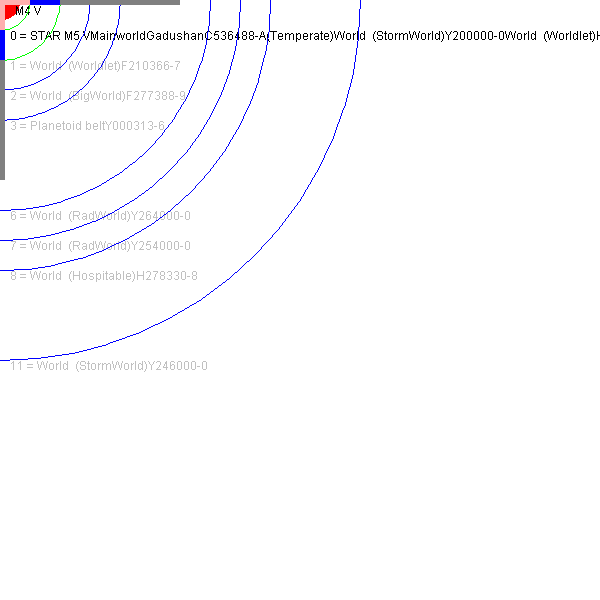 M4 V
0 = STAR M5 VMainworldGadushanC536488-A(Temperate)World (StormWorld)Y200000-0World (Worldlet)H
1 = World (Worldlet)F210366-7
2 = World (BigWorld)F277388-9
3 = Planetoid beltY000313-6
6 = World (RadWorld)Y264000-0
7 = World (RadWorld)Y254000-0
8 = World (Hospitable)H278330-8
11 = World (StormWorld)Y246000-0